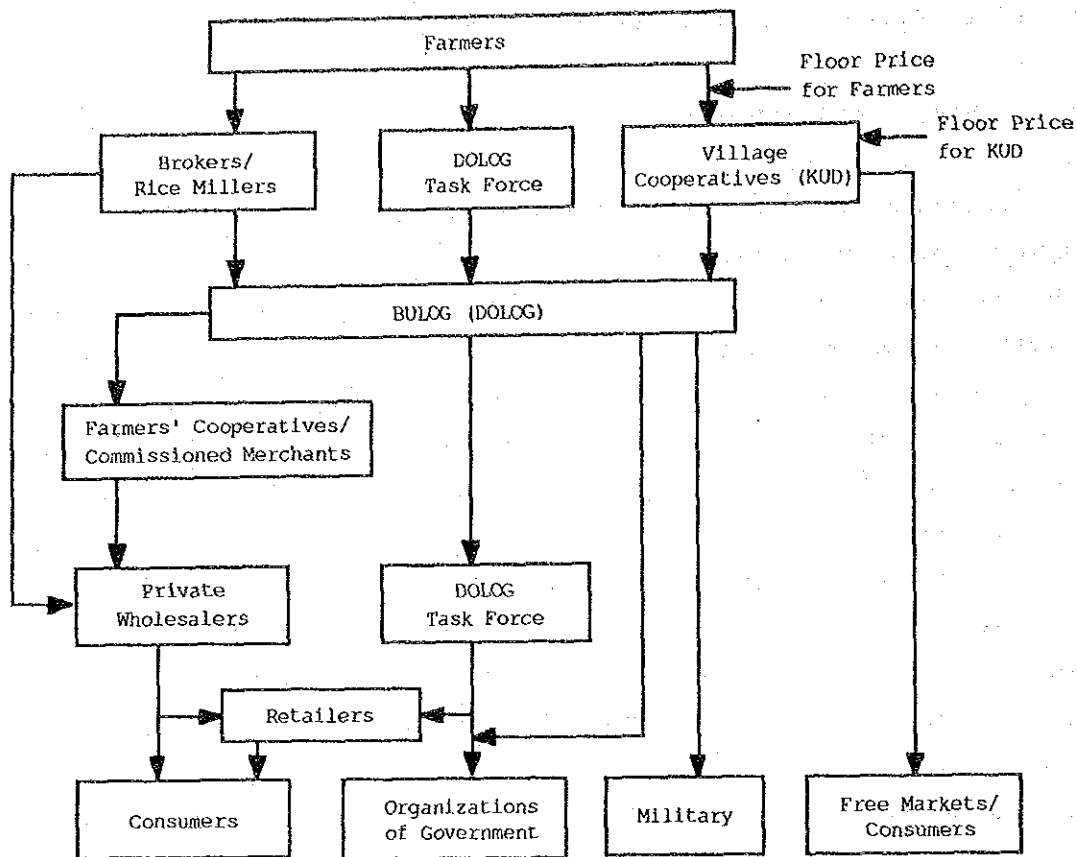 Farmers
Floor Price
for Farmers
Floor Price
for KUD
Brokers/
Rice Millers
DOLOG
Task Force
Village
Cooperatives (KUD)
BULOG (DOLOG)
Farmers' Cooperatives/
Commissioned Merchants
Private
Wholesalers
DOLOG
Task Force
Retailers
Consumers
Organizations
of Government
Military
Free Markets/
Consumers